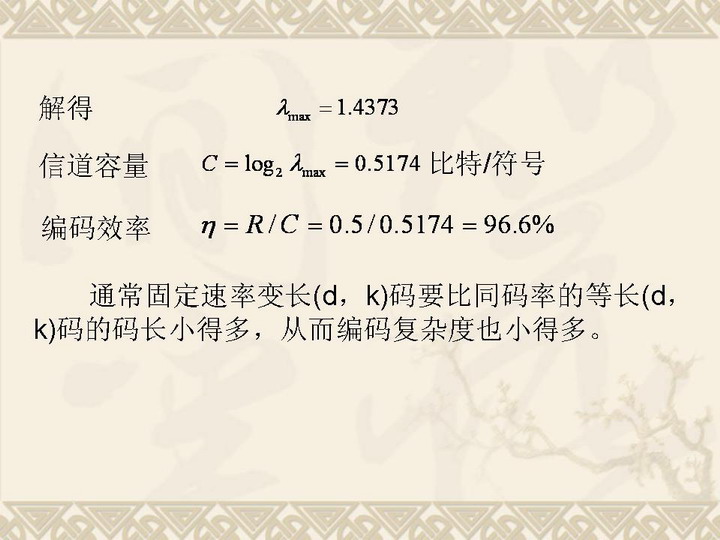 解得 λmax = 1.4373
信道容量 C = log2 λmax = 0.5174 比特/符号
编码效率 η = R / C = 0.5 / 0.5174 = 96.6%
通常固定速率变长(d，k)码要比同码率的等长(d，
k)码的码长小得多，从而编码复杂度也小得多。